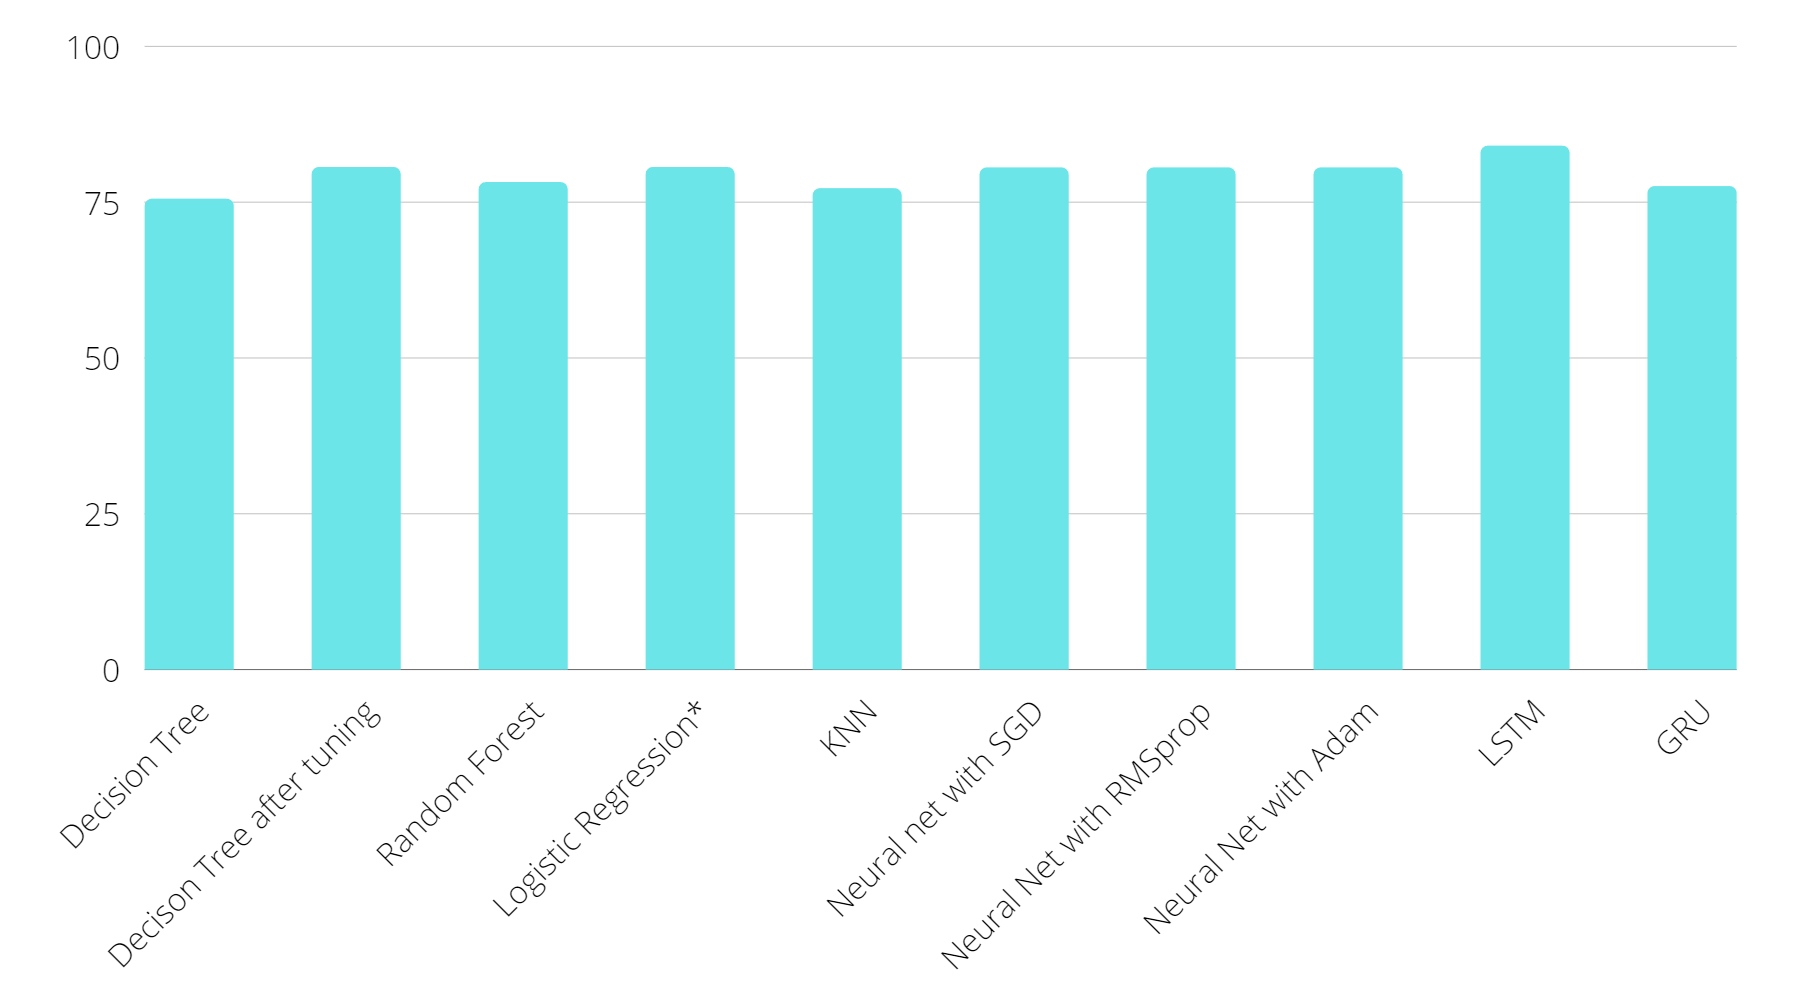 100
75
50
25
0
Decision Tree
Decison Tree after tuning
Random Forest
Logistic Regression*
KNN
Neural net with SGD
Neural Net with RMSprop
Neural Net with Adam
LSTM
GRU